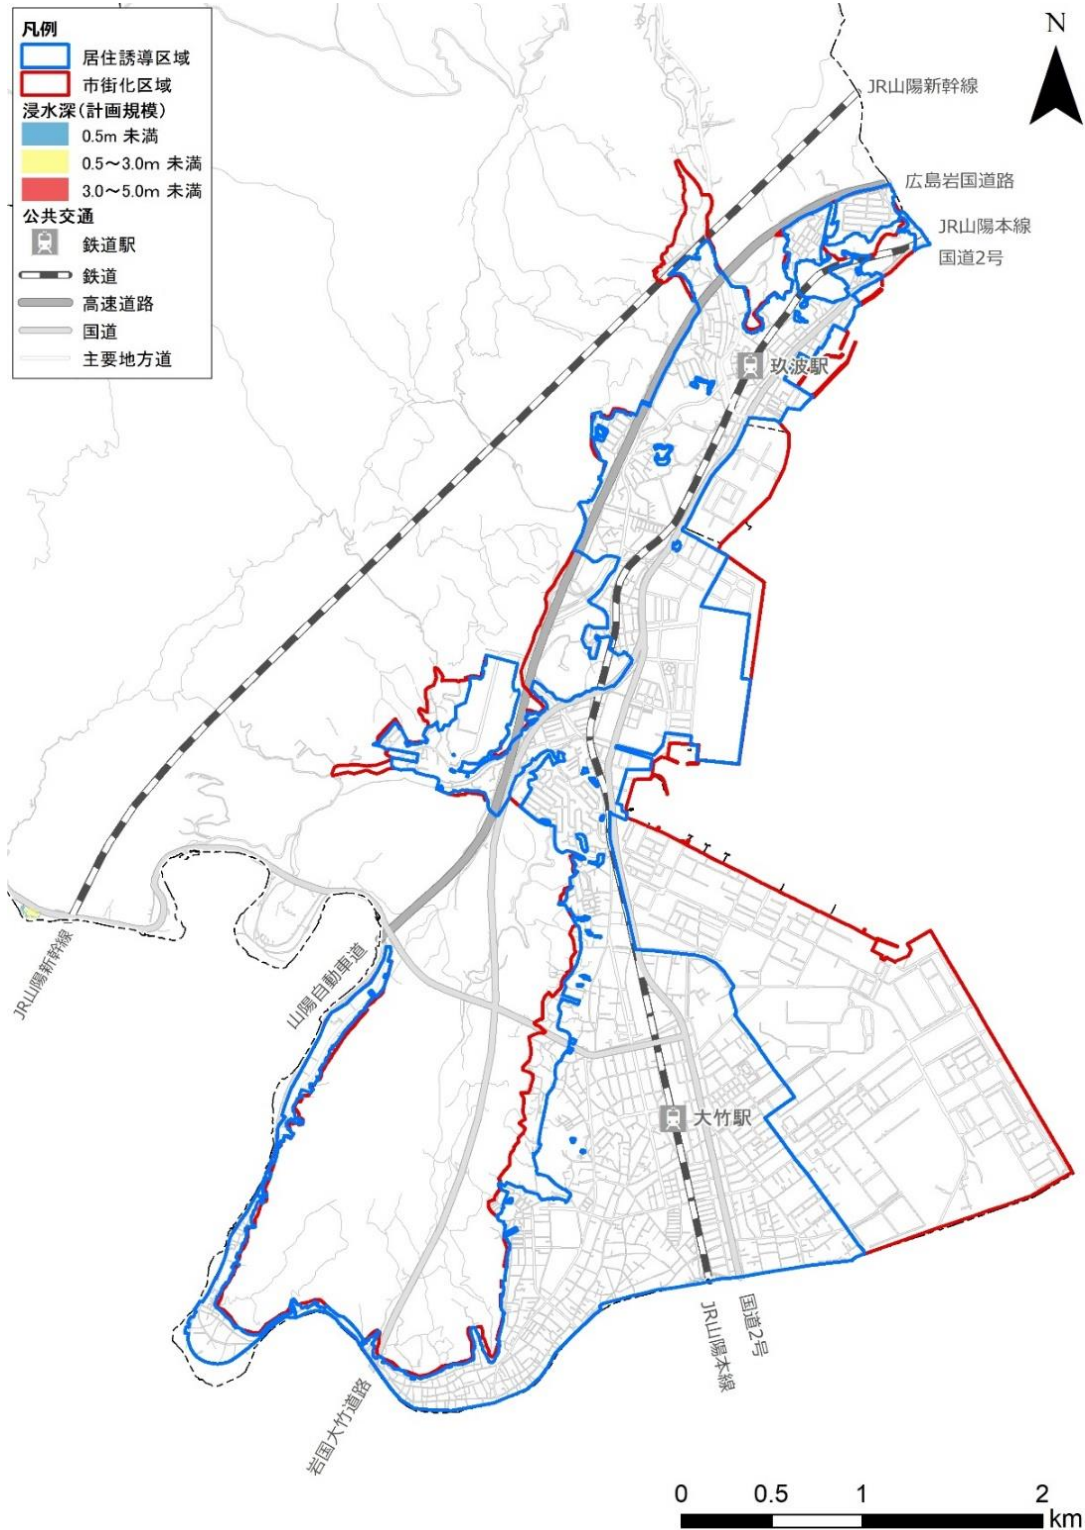 凡例
居住誘導区域
市街化区域
浸水深(計画規模)
0.5m 未満
0.5～3.0m 未満
3.0～5.0m 未満
公共交通
鉄道駅
鉄道
高速道路
国道
主要地方道
N
JR山陽新幹線
広島岩国道路
JR山陽本線
国道2号
玖波駅
JR山陽新幹線
山陽自動車道
大竹駅
国道2号
JR山陽本線
岩国大竹道路
0 0.5 1 2
km